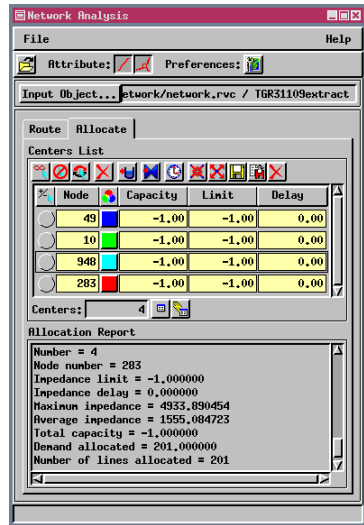 Network Analysis
File Help
Attribute: Preferences:
Input Object... etwork/network.rvc / TGR31109extract
Route Allocate
Centers List
Node Capacity Limit Delay
49 -1.00 -1.00 0.00
10 -1.00 -1.00 0.00
948 -1.00 -1.00 0.00
283 -1.00 -1.00 0.00
Centers: 4
Allocation Report
Number = 4
Node number = 283
Impedance limit = -1.000000
Impedance delay = 0.000000
Maximum impedance = 4933.890454
Average impedance = 1555.084723
Total capacity = -1.000000
Demand allocated = 201.000000
Number of lines allocated = 201